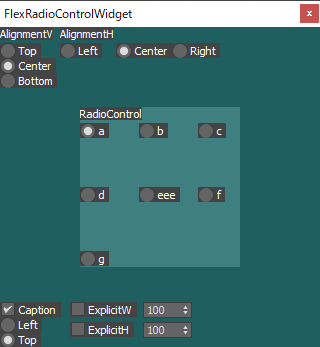 FlexRadioControlWidget x
AlignmentV AlignmentH
Top Left Center Right
Center
Bottom
RadioControl
a b c
d eee f
g
Caption ExplicitW 100
Left ExplicitH 100
Top